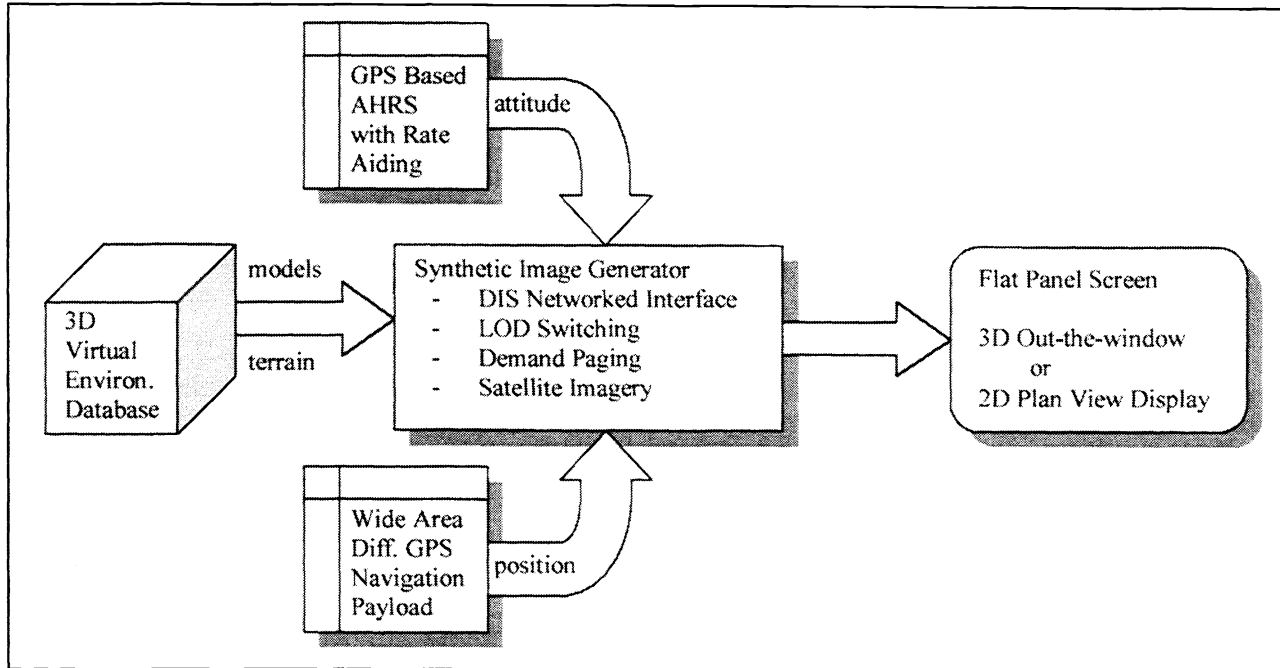 GPS Based
AHRS
with Rate
Aiding
attitude
3D
Virtual
Environ.
Database
models
terrain
Synthetic Image Generator
- DIS Networked Interface
- LOD Switching
- Demand Paging
- Satellite Imagery
Flat Panel Screen
3D Out-the-window
or
2D Plan View Display
Wide Area
Diff. GPS
Navigation
Payload
position